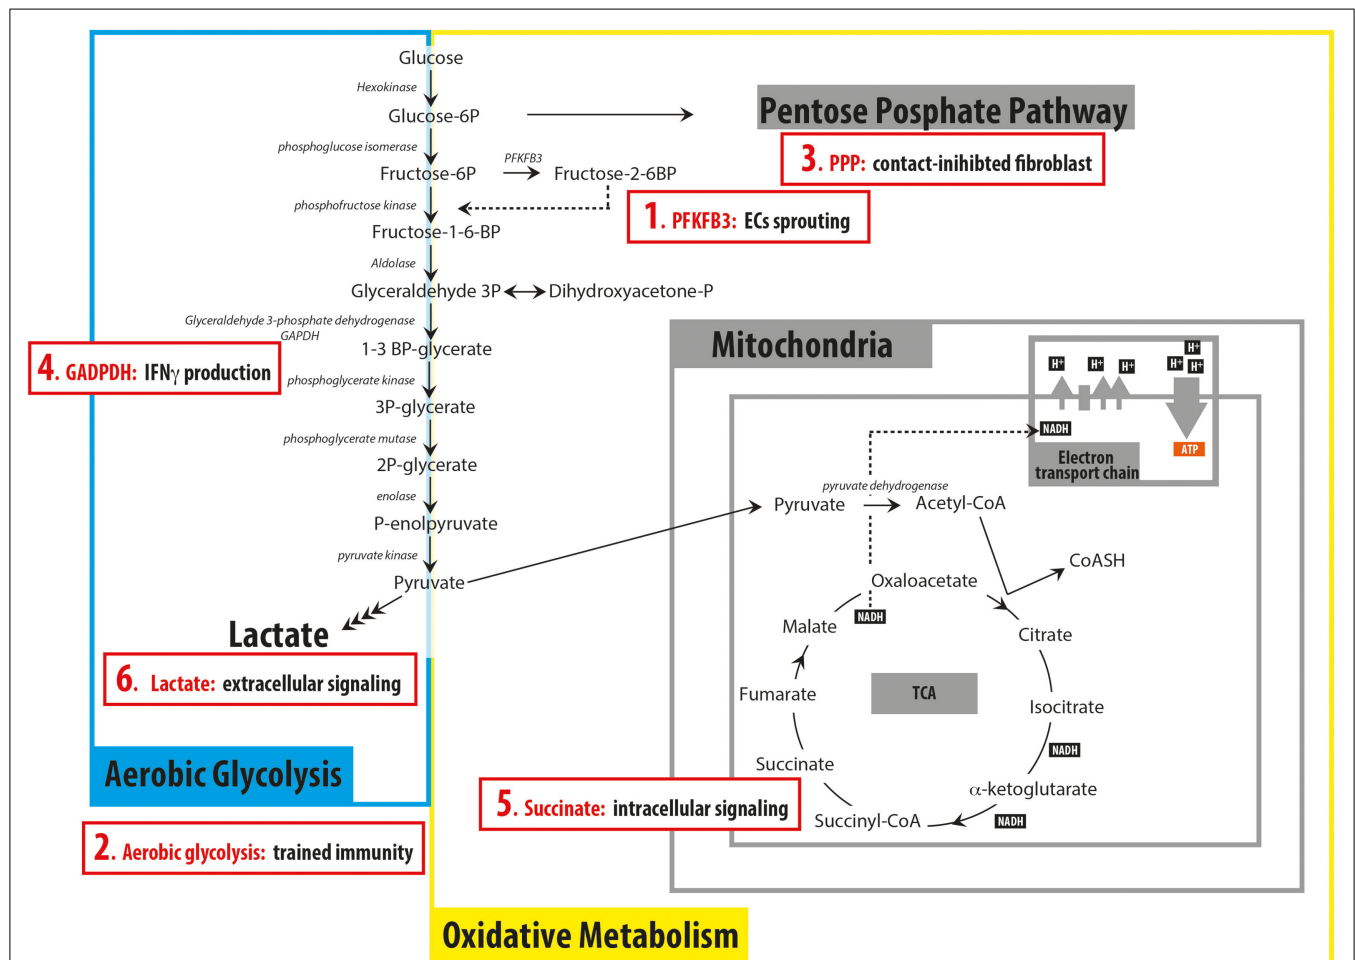 Glucose
Hexokinase
Glucose-6P
Pentose Posphate Pathway
3. PPP: contact-inihibted fibroblast
phosphoglucose isomerase
Fructose-6P
PFKFB3
Fructose-2-6BP
phosphofructose kinase
1. PFKFB3: ECs sprouting
Fructose-1-6-BP
Aldolase
Glyceraldehyde 3P
Dihydroxyacetone-P
Glyceraldehyde 3-phosphate dehydrogenase
GAPDH
1-3 BP-glycerate
4. GADPDH: IFNγ production
phosphoglycerate kinase
3P-glycerate
phosphoglycerate mutase
2P-glycerate
enolase
P-enolpyruvate
pyruvate kinase
Pyruvate
Lactate
6. Lactate: extracellular signaling
Aerobic Glycolysis
2. Aerobic glycolysis: trained immunity
Mitochondria
H+
H+
H+
H+
H+
H+
NADH
ATP
Electron
transport chain
Pyruvate
pyruvate dehydrogenase
Acetyl-CoA
CoASH
Oxaloacetate
NADH
Malate
Citrate
Fumarate
TCA
Isocitrate
NADH
Succinate
α-ketoglutarate
5. Succinate: intracellular signaling
Succinyl-CoA
NADH
Oxidative Metabolism